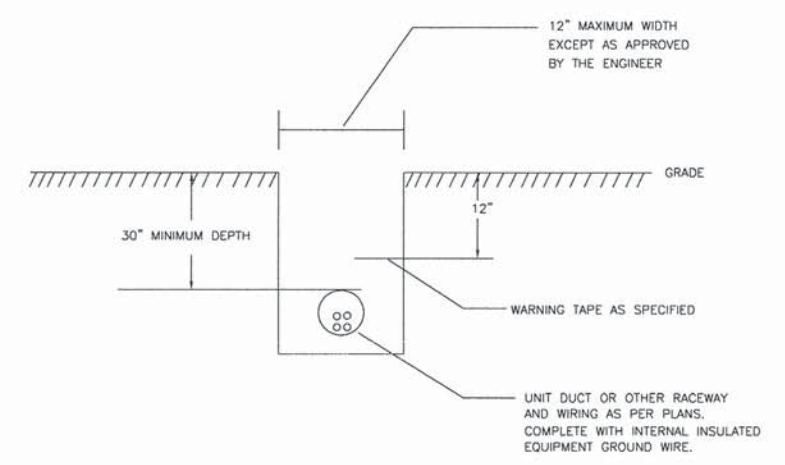 12" MAXIMUM WIDTH
EXCEPT AS APPROVED
BY THE ENGINEER
GRADE
12"
30" MINIMUM DEPTH
WARNING TAPE AS SPECIFIED
UNIT DUCT OR OTHER RACEWAY
AND WIRING AS PER PLANS.
COMPLETE WITH INTERNAL INSULATED
EQUIPMENT GROUND WIRE.